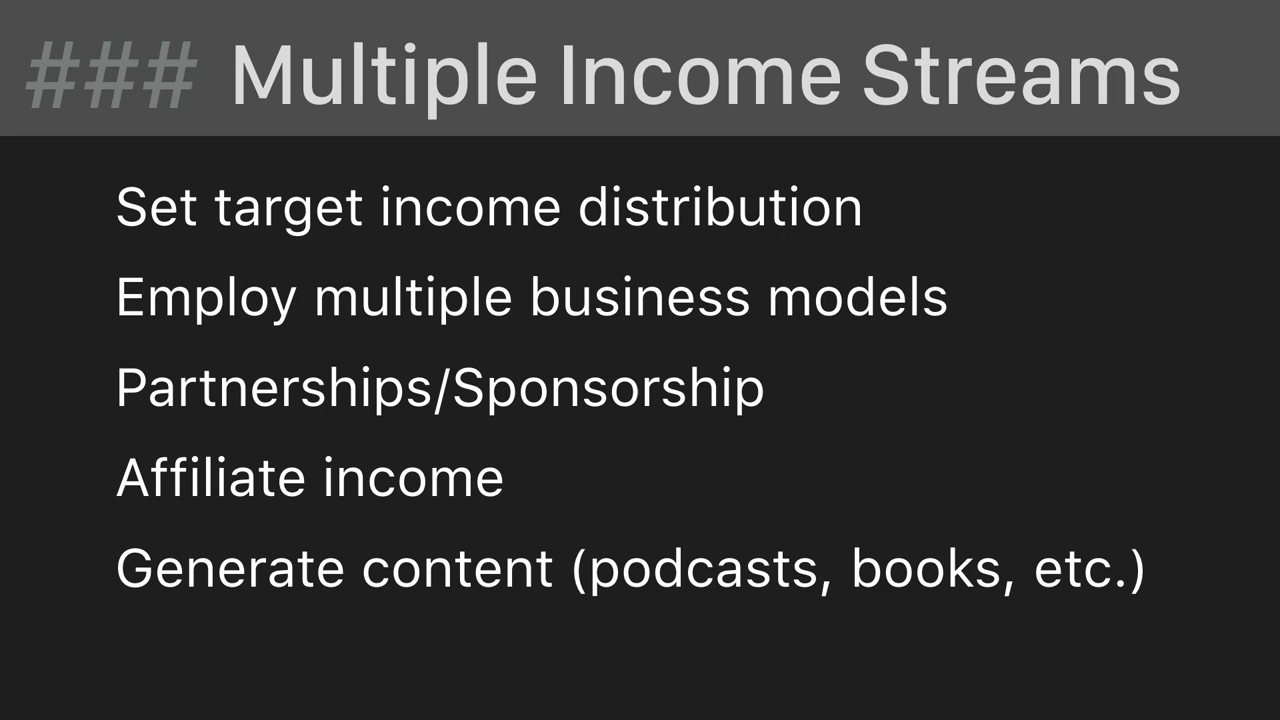 ### Multiple Income Streams
Set target income distribution
Employ multiple business models
Partnerships/Sponsorship
Affiliate income
Generate content (podcasts, books, etc.)